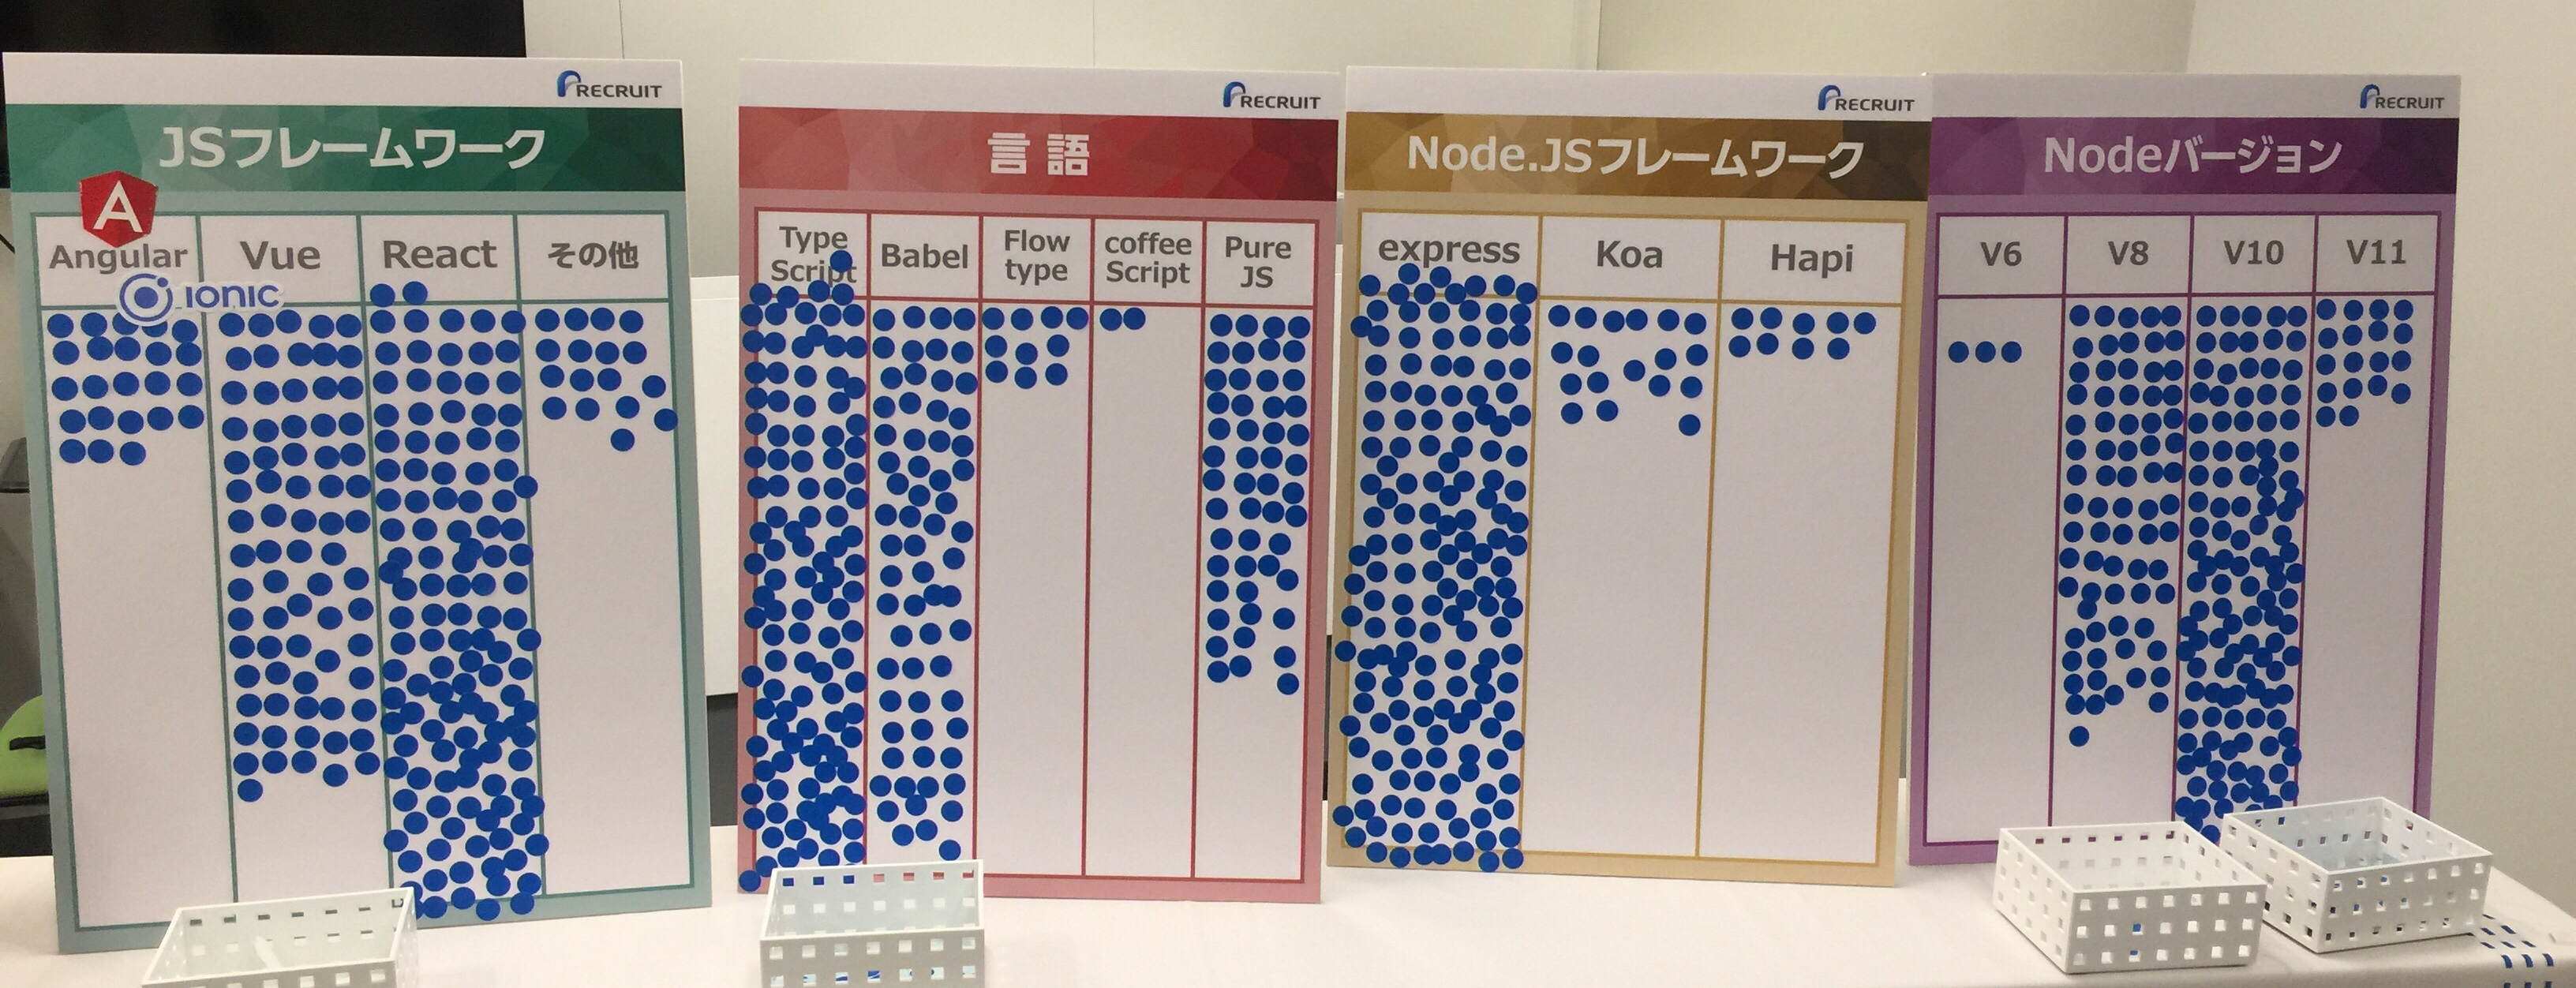 RECRUIT
JSフレームワーク
A
Angular
Vue
React
その他
IONIC
RECRUIT
言語
Type
Script
Babel
Flow
type
coffee
Script
Pure
JS
RECRUIT
Node.JSフレームワーク
express
Koa
Hapi
RECRUIT
Nodeバージョン
V6
V8
V10
V11